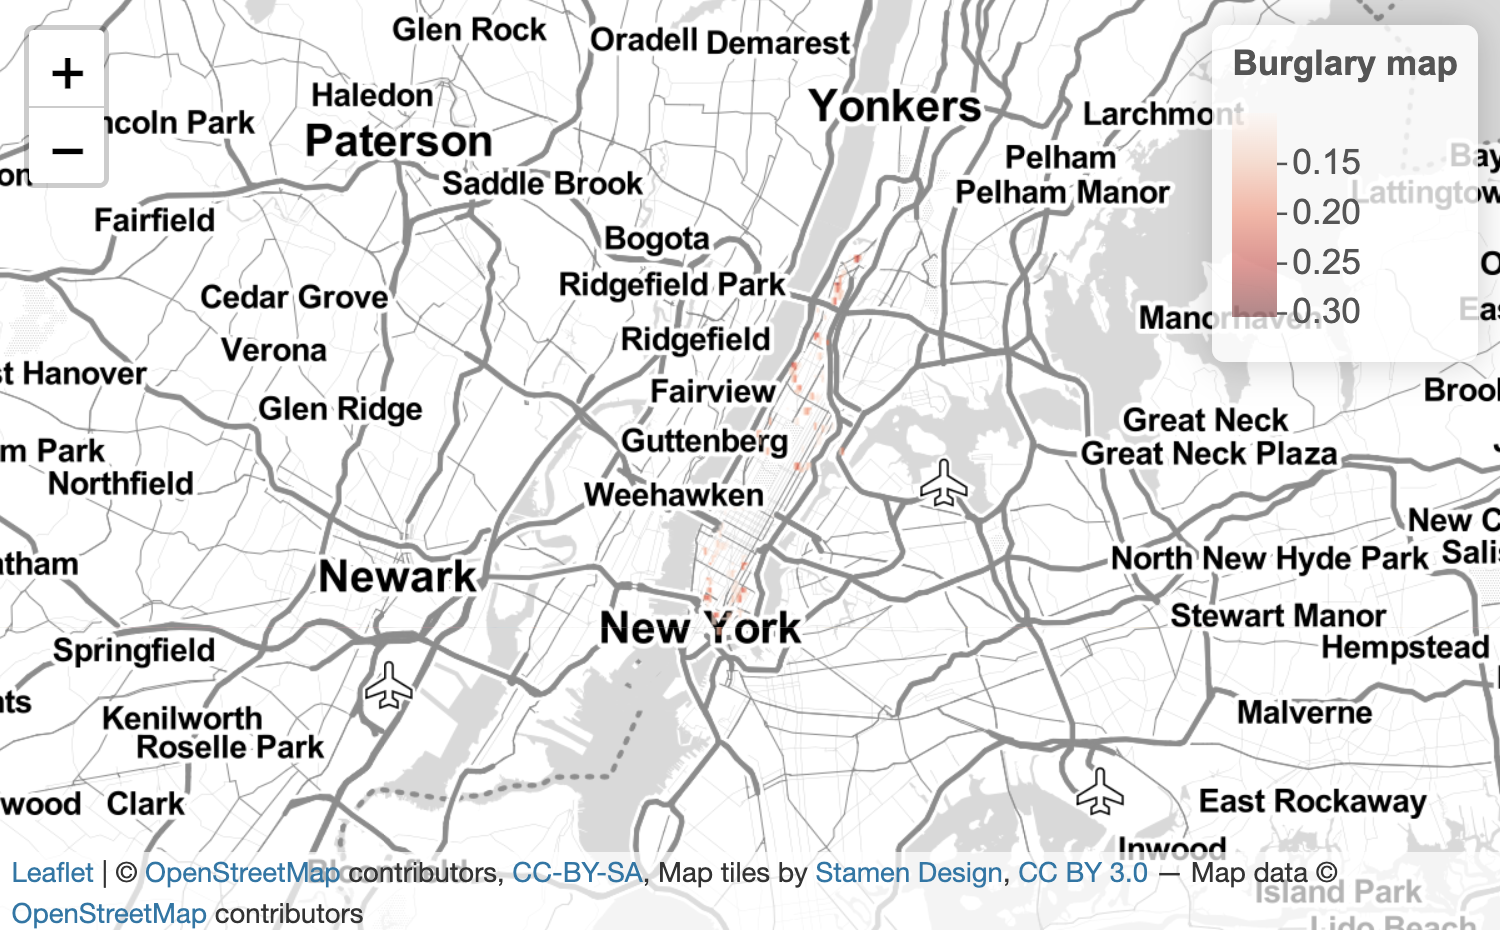 Glen Rock
Oradell
Demarest
Burglary map
+
Haledon
Yonkers
Larchmont
ncoln Park
Paterson
0.15
Pelham
Bay
−
Saddle Brook
Pelham Manor
Lattingtow
on
0.20
Fairfield
Bogota
0.25
Ridgefield Park
Cedar Grove
0.30
Manorhaven
Eas
Ridgefield
Verona
st Hanover
Fairview
Brool
Glen Ridge
Great Neck
Guttenberg
m Park
Great Neck Plaza
Northfield
Weehawken
New C
Salis
atham
North New Hyde Park
Newark
Stewart Manor
New York
Hempstead
Springfield
nts
Malverne
Kenilworth
Roselle Park
wood
Clark
East Rockaway
Inwood
Bloomfield
Leaflet | © OpenStreetMap contributors, CC-BY-SA, Map tiles by Stamen Design, CC BY 3.0 — Map data ©
OpenStreetMap contributors
Island Park
Lido Beach